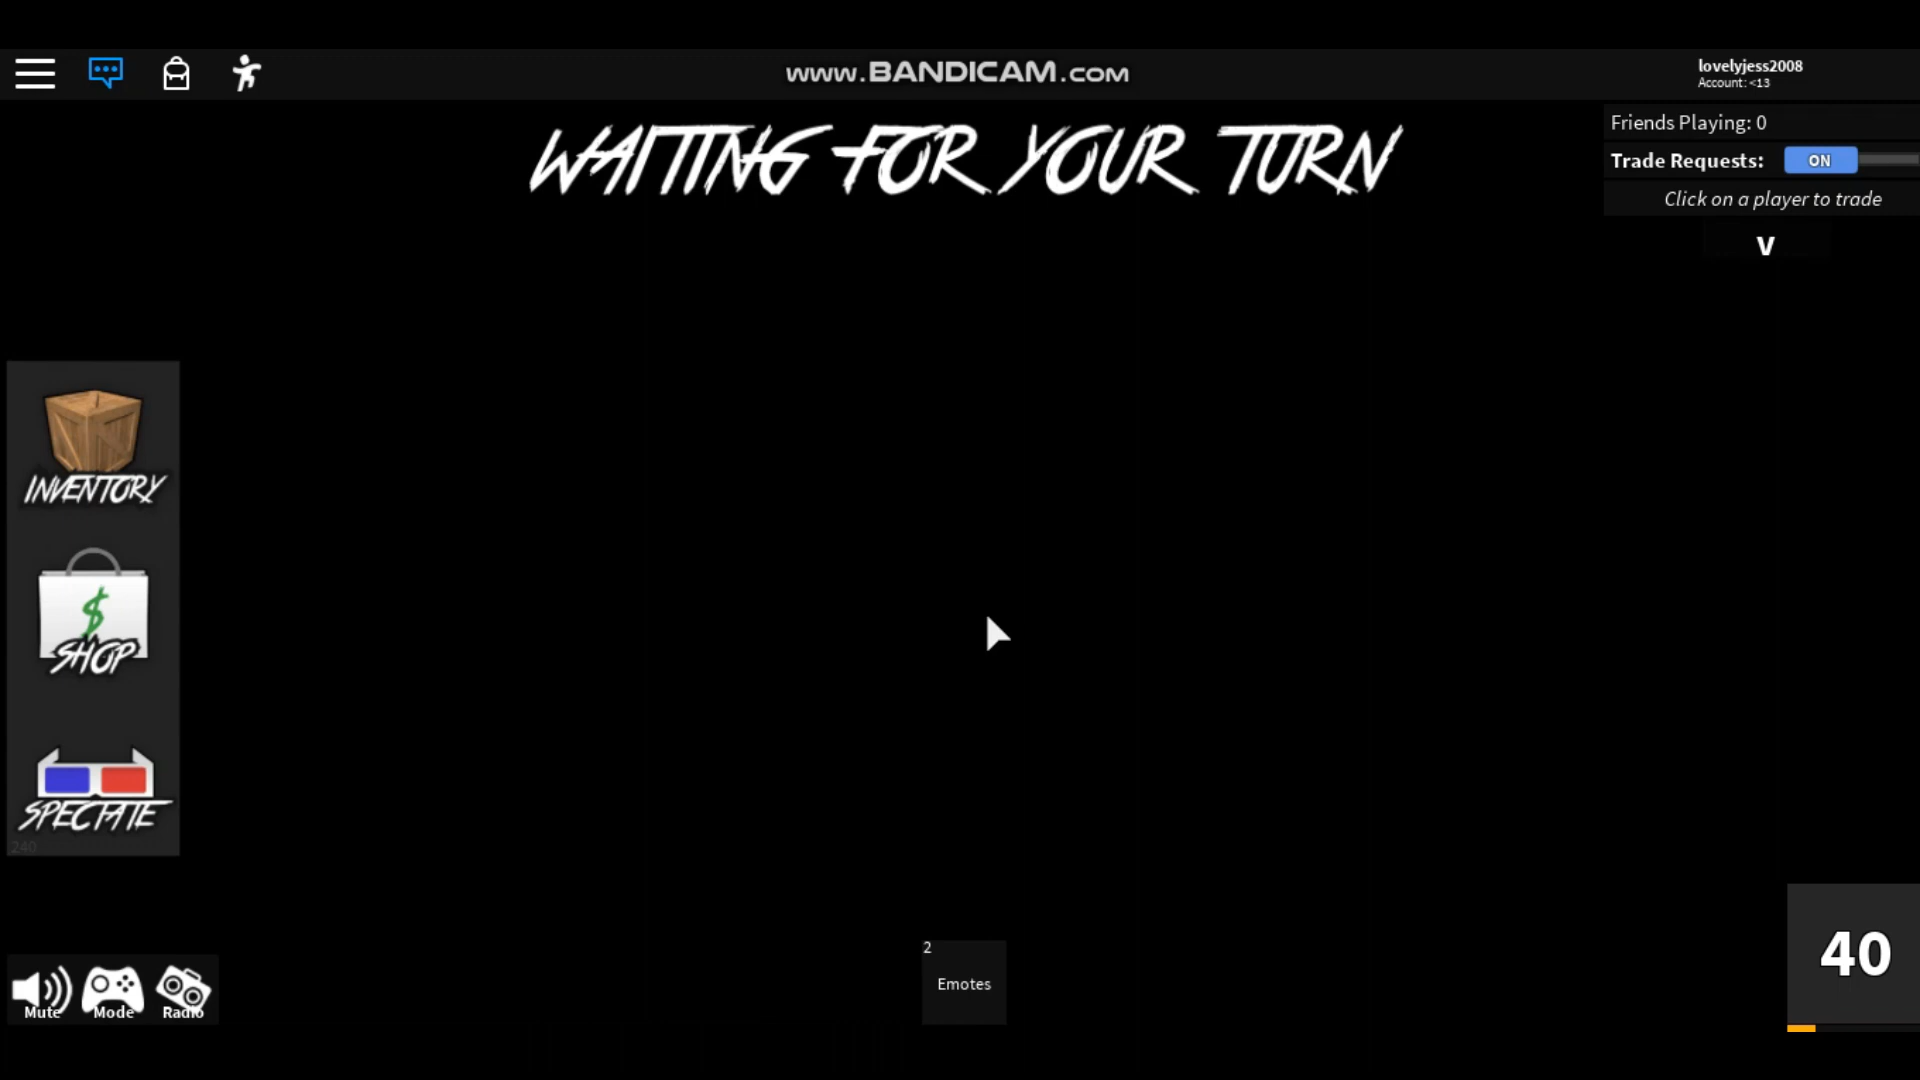 www.BANDICAM.com
lovelyjess2008
Account: <13
WAITING FOR YOUR TURN
Friends Playing: 0
Trade Requests: ON
Click on a player to trade
v
INVENTORY
$
SHOP
SPECTATE
240
2
Emotes
40
Mute Mode Radio